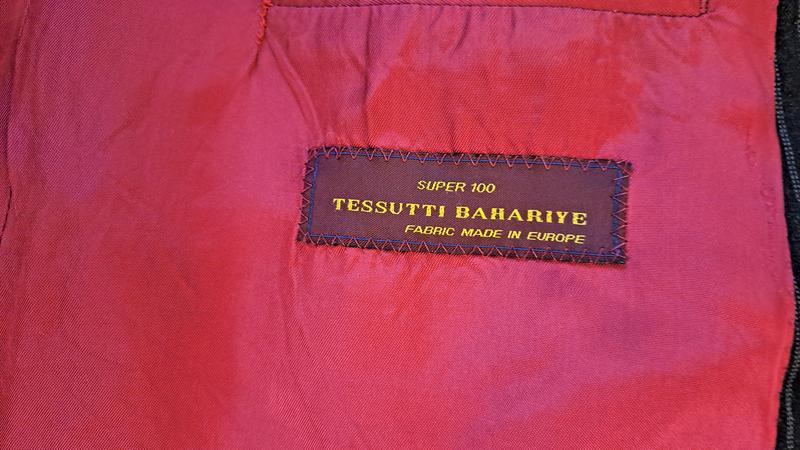 SUPER 100
TESSUTTI BAHARIYE
FABRIC MADE IN EUROPE